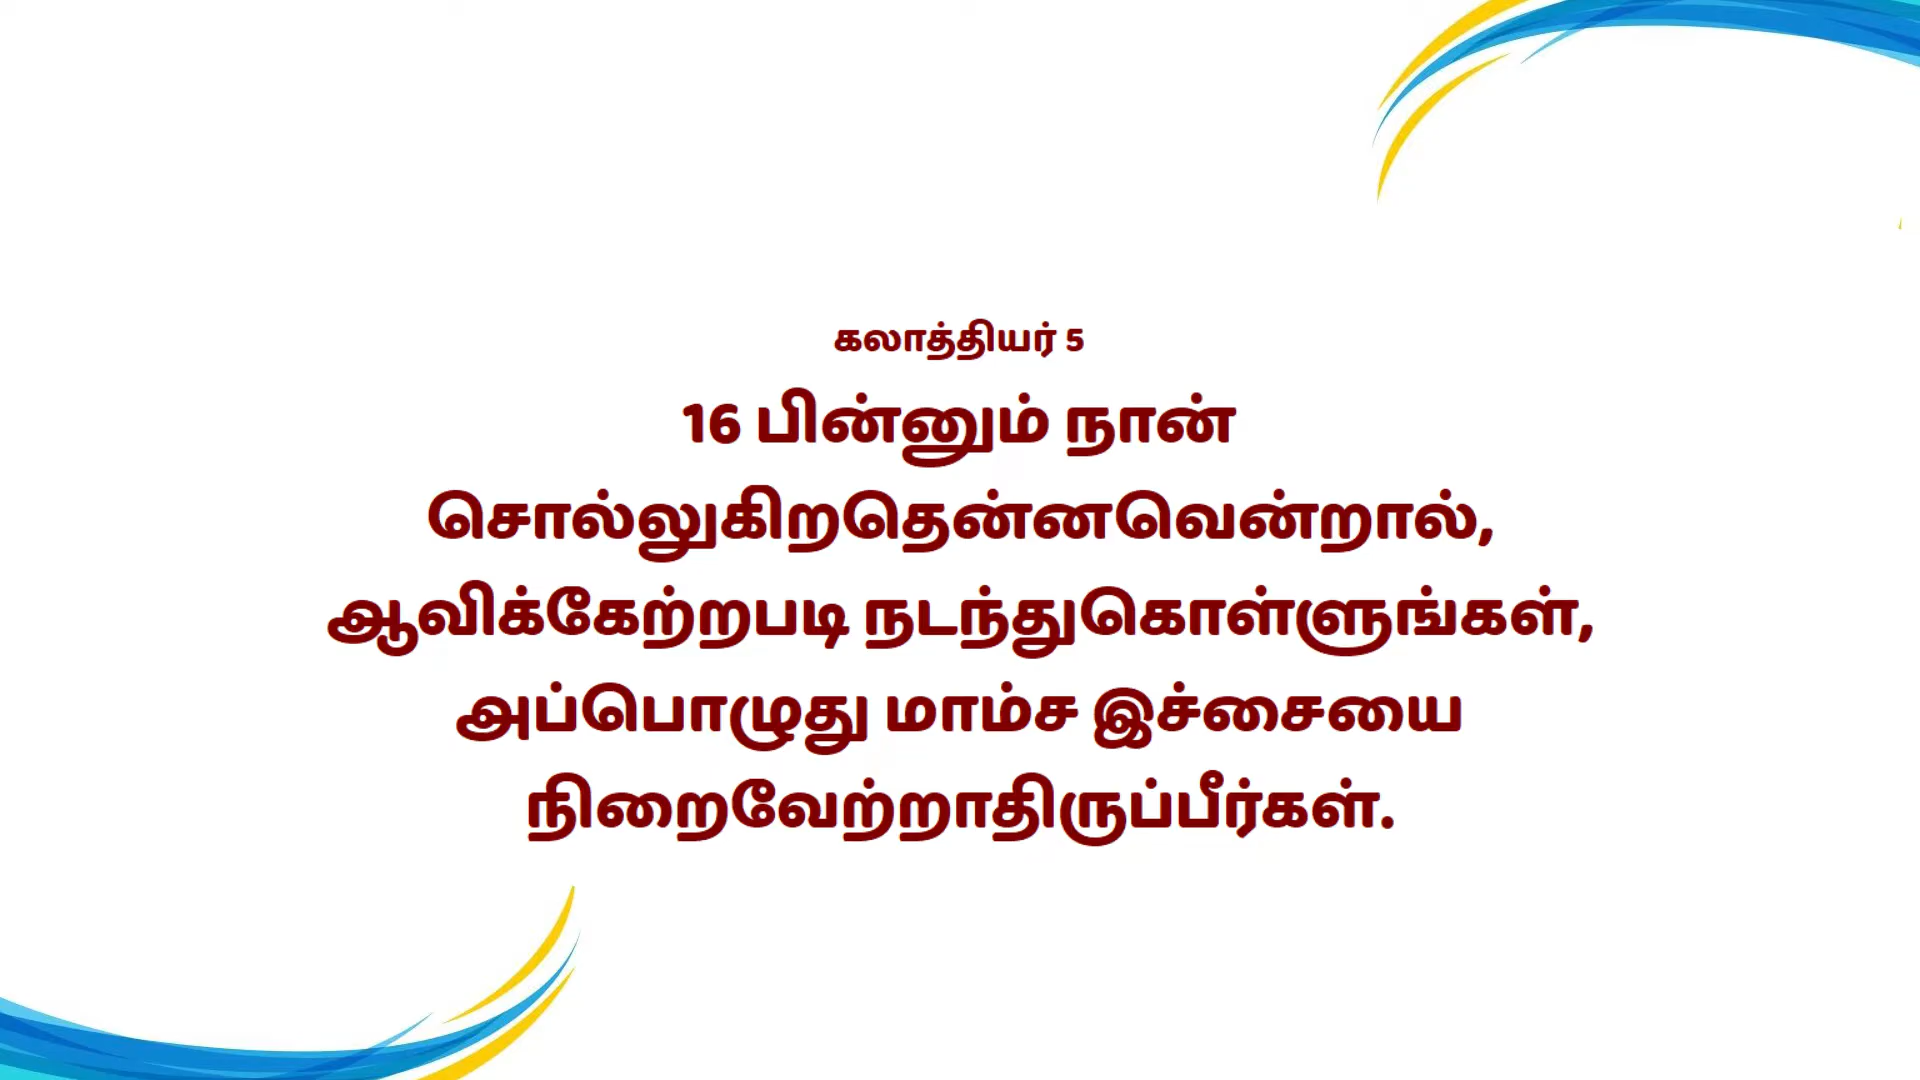 கலாத்தியர் 5
16 பின்னும் நான்
சொல்லுகிறதென்னவென்றால்,
ஆவிக்கேற்றபடி நடந்துகொள்ளுங்கள்,
அப்பொழுது மாம்ச இச்சையை
நிறைவேற்றாதிருப்பீர்கள்.